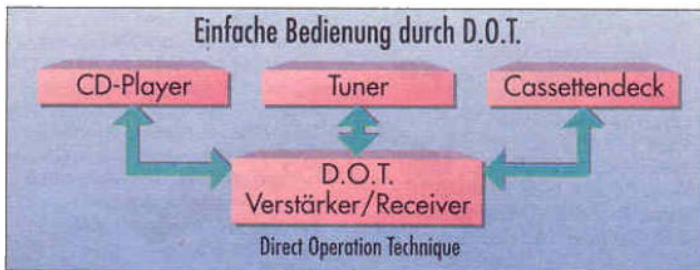 Einfache Bedienung durch D.O.T.
CD-Player
Tuner
Cassettendeck
D.O.T.
Verstärker/Receiver
Direct Operation Technique